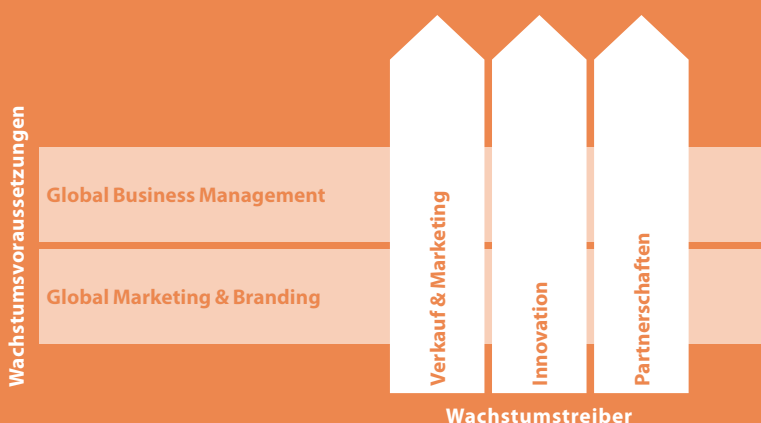 Wachstumsvoraussetzungen
Global Business Management
Global Marketing & Branding
Verkauf & Marketing
Innovation
Partnerschaften
Wachstumstreiber